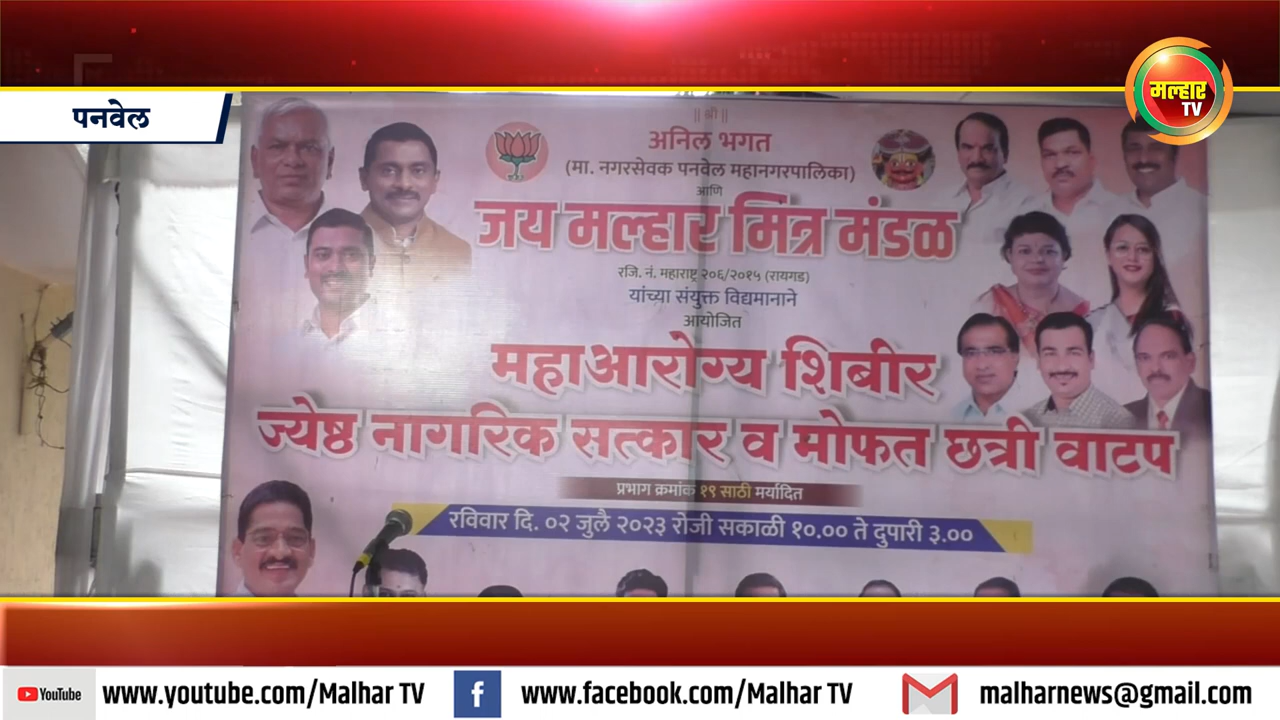 मल्हार
TV
पनवेल
|| श्री ||
अनिल भगत
(मा. नगरसेवक पनवेल महानगरपालिका)
आणि
जय मल्हार मित्र मंडळ
रजि. नं. महाराष्ट्र २०६/२०१५ (रायगड)
यांच्या संयुक्त विद्यमानाने
आयोजित
महाआरोग्य शिबीर
ज्येष्ठ नागरिक सत्कार व मोफत छत्री वाटप
प्रभाग क्रमांक १९ साठी मर्यादित
रविवार दि. ०२ जुलै २०२३ रोजी सकाळी १०.०० ते दुपारी ३.००
YouTube www.youtube.com/Malhar TV
f www.facebook.com/Malhar TV
malharnews@gmail.com